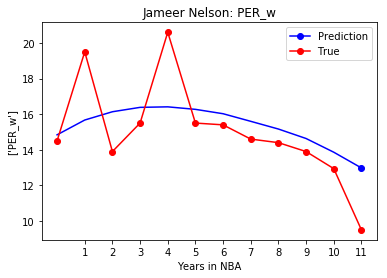 Jameer Nelson: PER_w
Prediction
True
['PER_w']
20
18
16
14
12
10
1 2 3 4 5 6 7 8 9 10 11
Years in NBA